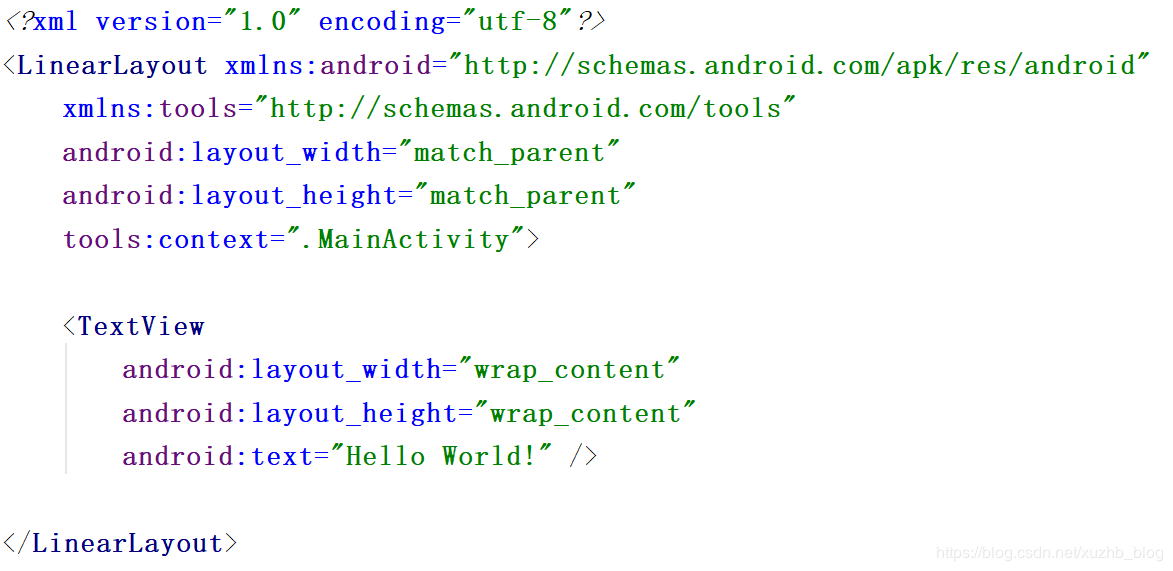 <?xml version="1.0" encoding="utf-8"?>
<LinearLayout xmlns:android="http://schemas.android.com/apk/res/android"
    xmlns:tools="http://schemas.android.com/tools"
    android:layout_width="match_parent"
    android:layout_height="match_parent"
    tools:context=".MainActivity">

    <TextView
        android:layout_width="wrap_content"
        android:layout_height="wrap_content"
        android:text="Hello World!" />

</LinearLayout>
https://blog.csdn.net/xuzhb_blog